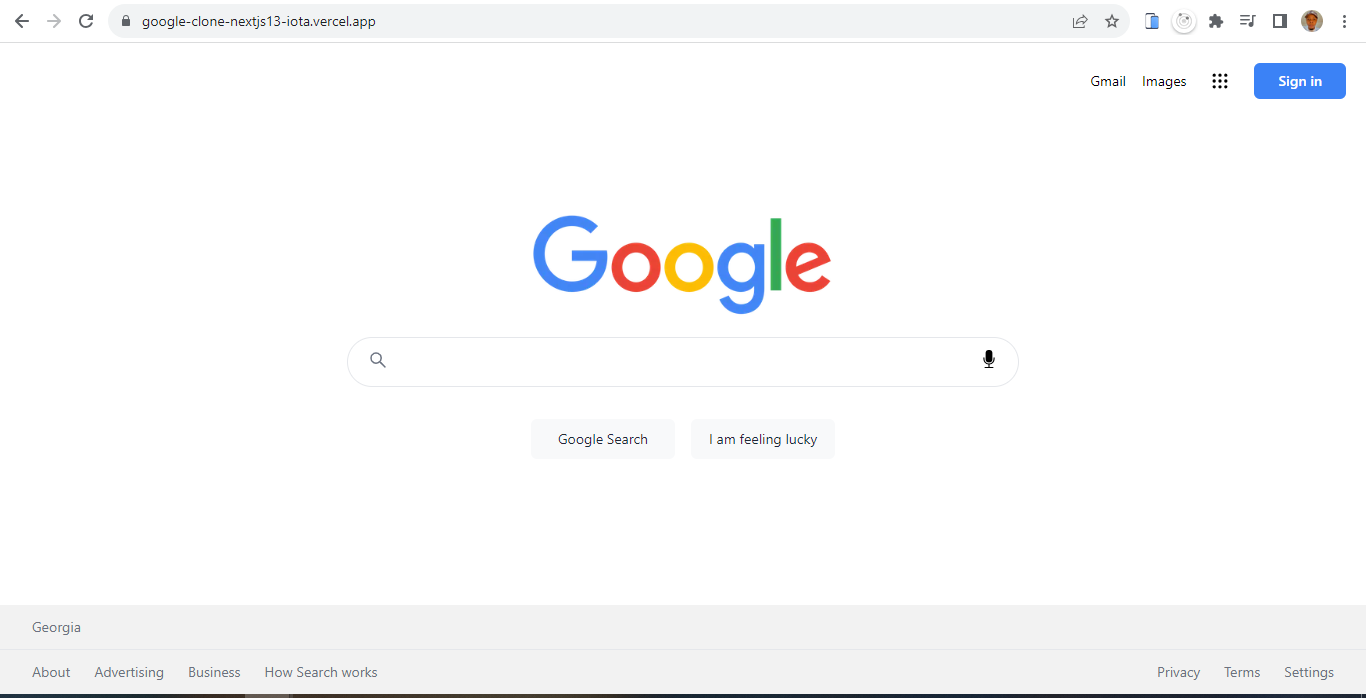 google-clone-nextjs13-iota.vercel.app
Gmail Images Sign in
Google
Google Search I am feeling lucky
Georgia
About Advertising Business How Search works Privacy Terms Settings